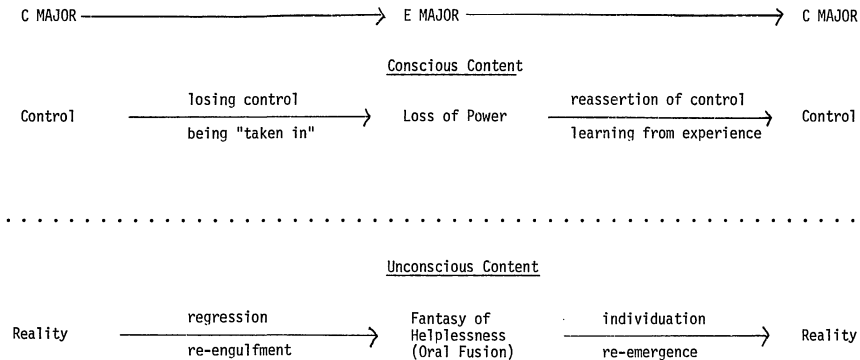 C MAJOR E MAJOR C MAJOR
Conscious Content
losing control reassertion of control
Control Loss of Power Control
being "taken in" learning from experience
Unconscious Content
regression Fantasy of individuation
Reality Helplessness Reality
re-engulfment (Oral Fusion) re-emergence